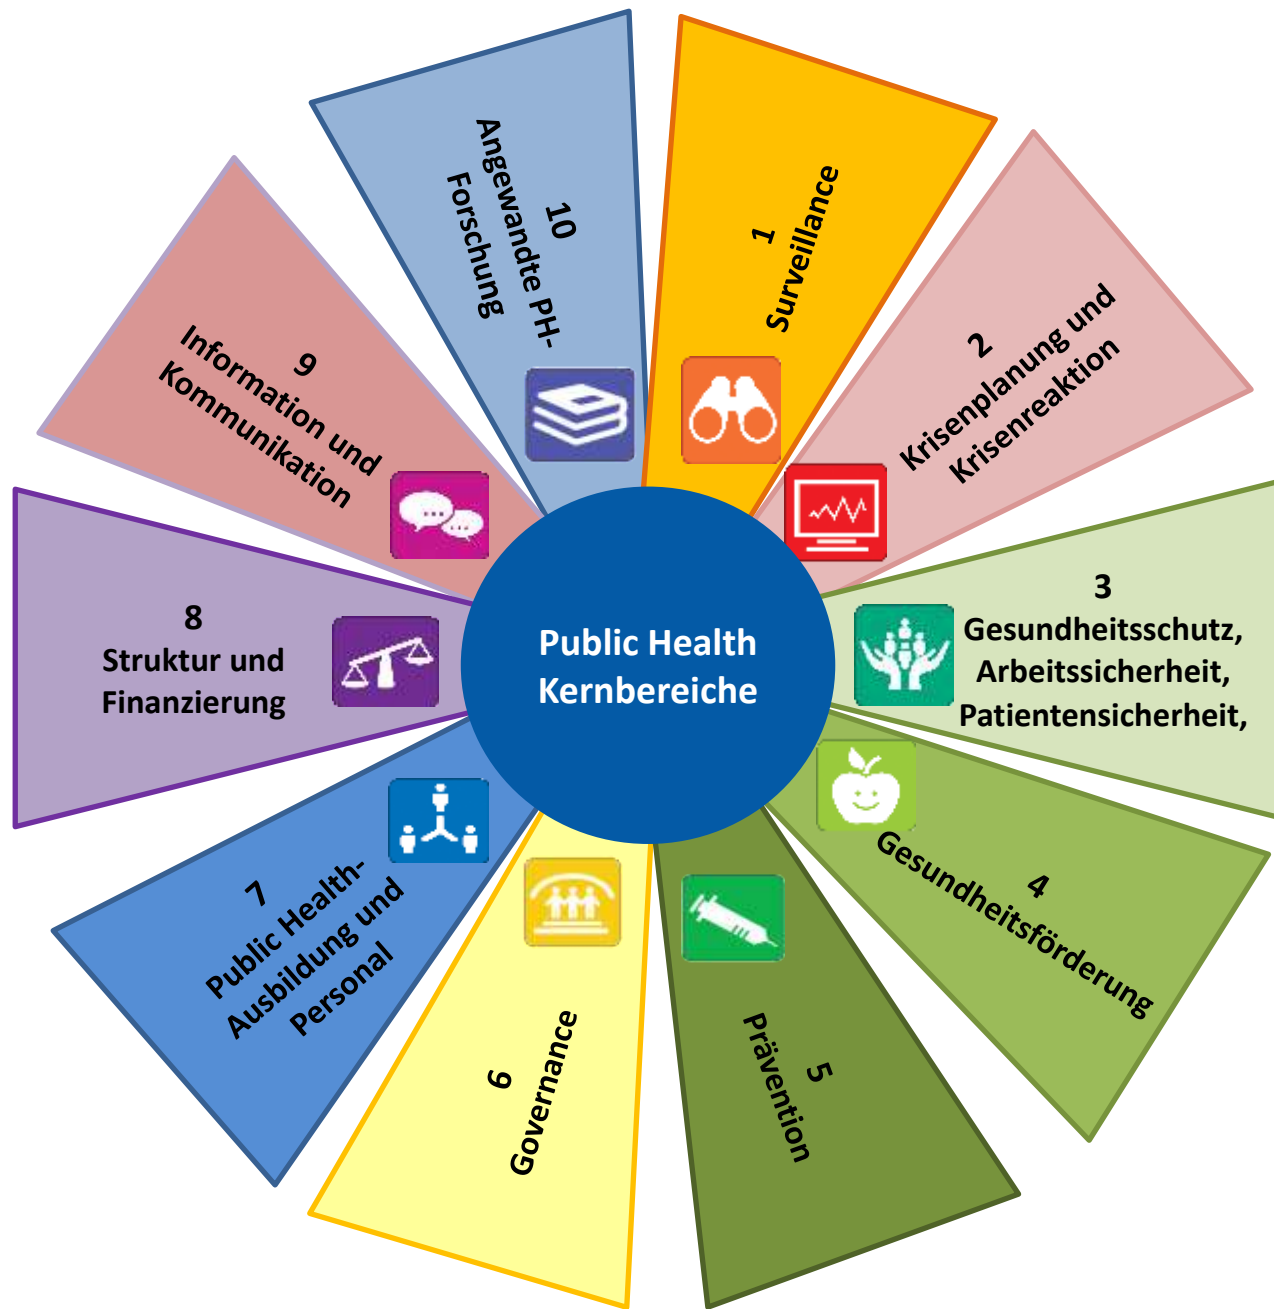 Public Health
Kernbereiche
1
Surveillance
2
Krisenplanung und
Krisenreaktion
3
Gesundheitsschutz,
Arbeitssicherheit,
Patientensicherheit,
4
Gesundheitsförderung
5
Prävention
6
Governance
7
Public Health-
Ausbildung und
Personal
8
Struktur und
Finanzierung
9
Information und
Kommunikation
10
Angewandte PH-
Forschung